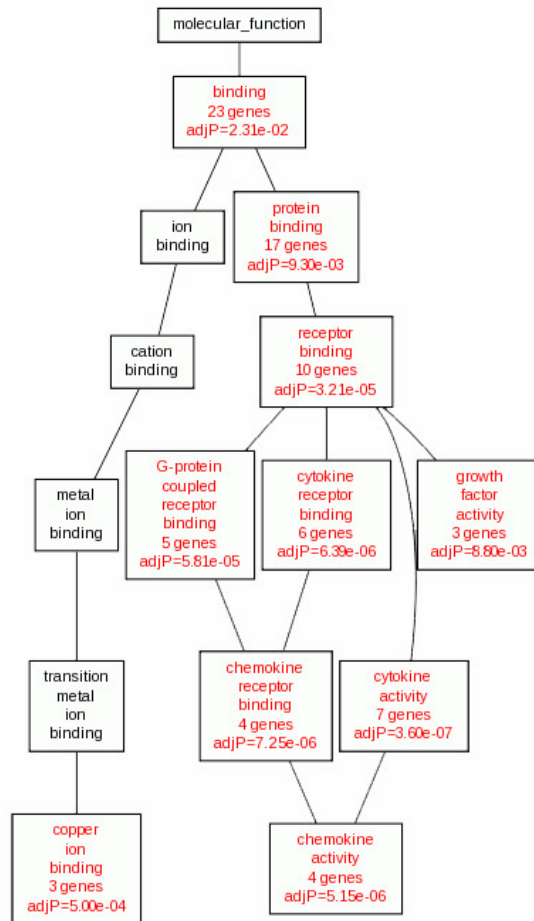 molecular_function
binding
23 genes
adjP=2.31e-02
ion
binding
protein
binding
17 genes
adjP=9.30e-03
cation
binding
receptor
binding
10 genes
adjP=3.21e-05
metal
ion
binding
G-protein
coupled
receptor
binding
5 genes
adjP=5.81e-05
cytokine
receptor
binding
6 genes
adjP=6.39e-06
growth
factor
activity
3 genes
adjP=8.80e-03
transition
metal
ion
binding
chemokine
receptor
binding
4 genes
adjP=7.25e-06
cytokine
activity
7 genes
adjP=3.60e-07
copper
ion
binding
3 genes
adjP=5.00e-04
chemokine
activity
4 genes
adjP=5.15e-06